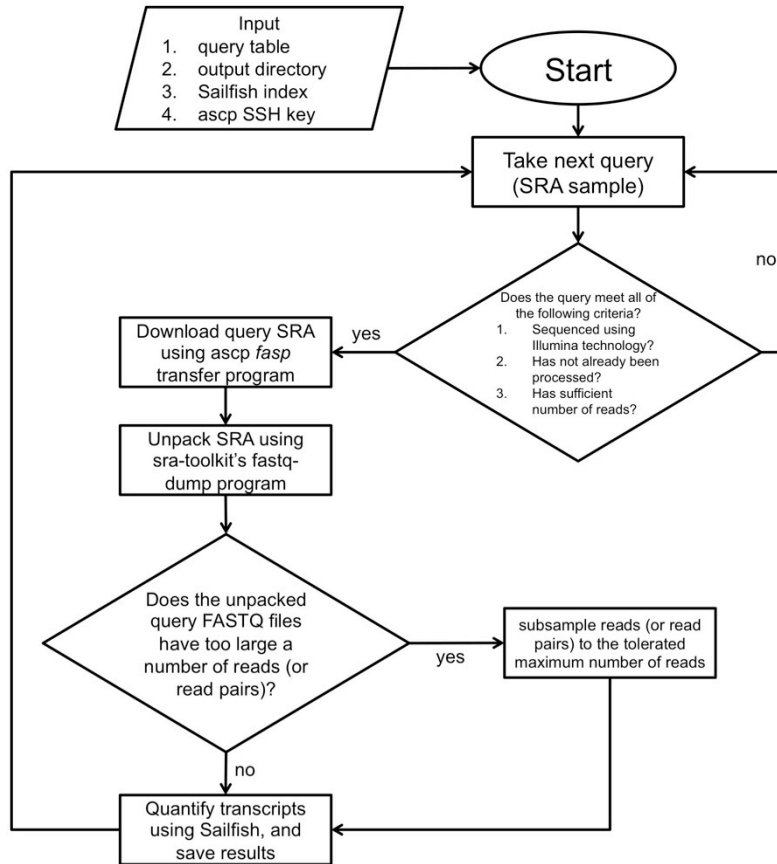 Input
1. query table
2. output directory
3. Sailfish index
4. ascp SSH key
Start
Take next query
(SRA sample)
no
Does the query meet all of
the following criteria?
1. Sequenced using
Illumina technology?
2. Has not already been
processed?
3. Has sufficient
number of reads?
yes
Download query SRA
using ascp fasp
transfer program
Unpack SRA using
sra-toolkit's fastq-
dump program
Does the unpacked
query FASTQ files
have too large a
number of reads (or
read pairs)?
yes
subsample reads (or read
pairs) to the tolerated
maximum number of reads
no
Quantify transcripts
using Sailfish, and
save results